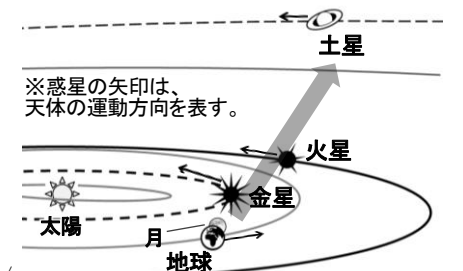 土星
※惑星の矢印は、
天体の運動方向を表す。
火星
金星
太陽
月
地球